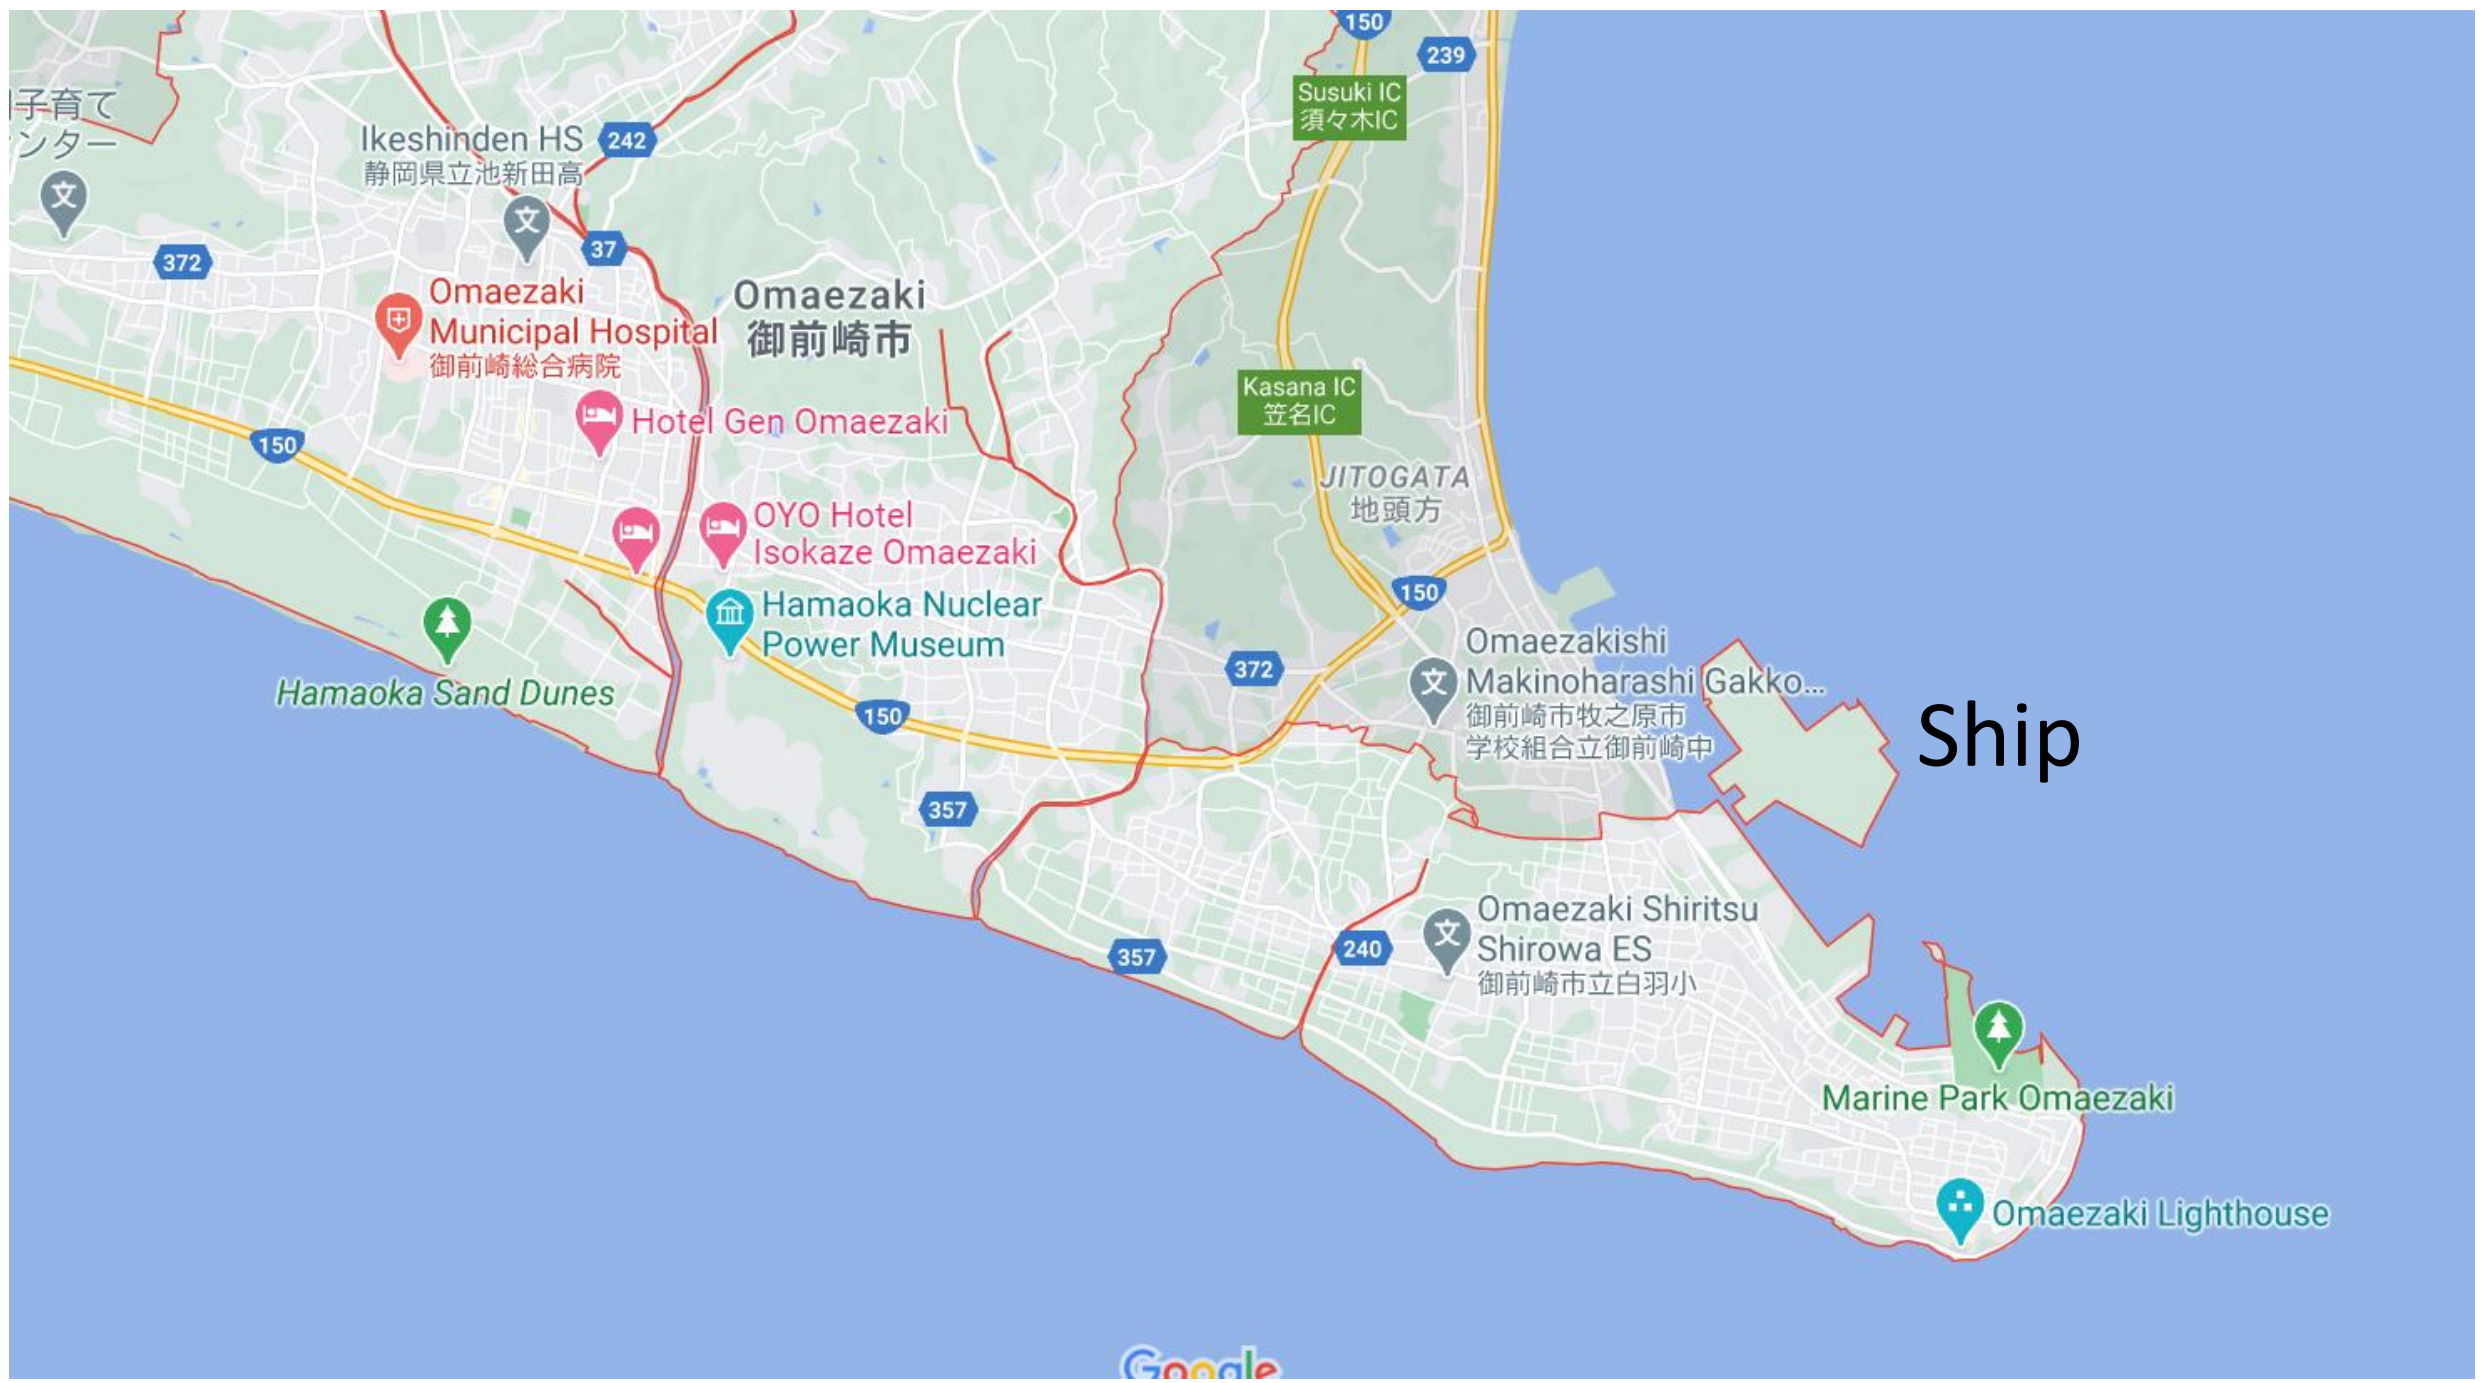 150
239
Susuki IC
須々木IC
子育て
ンター
Ikeshinden HS
静岡県立池新田高
242
文
文
37
372
Omaezaki
Municipal Hospital
御前崎総合病院
Omaezaki
御前崎市
Kasana IC
笠名IC
Hotel Gen Omaezaki
150
JITOGATA
地頭方
OYO Hotel
Isokaze Omaezaki
150
Hamaoka Nuclear
Power Museum
372
Omaezakishi
Makinoharashi Gakko...
御前崎市牧之原市
学校組合立御前崎中
文
Hamaoka Sand Dunes
150
Ship
357
Omaezaki Shiritsu
Shirowa ES
御前崎市立白羽小
文
357
240
Marine Park Omaezaki
Omaezaki Lighthouse
Google